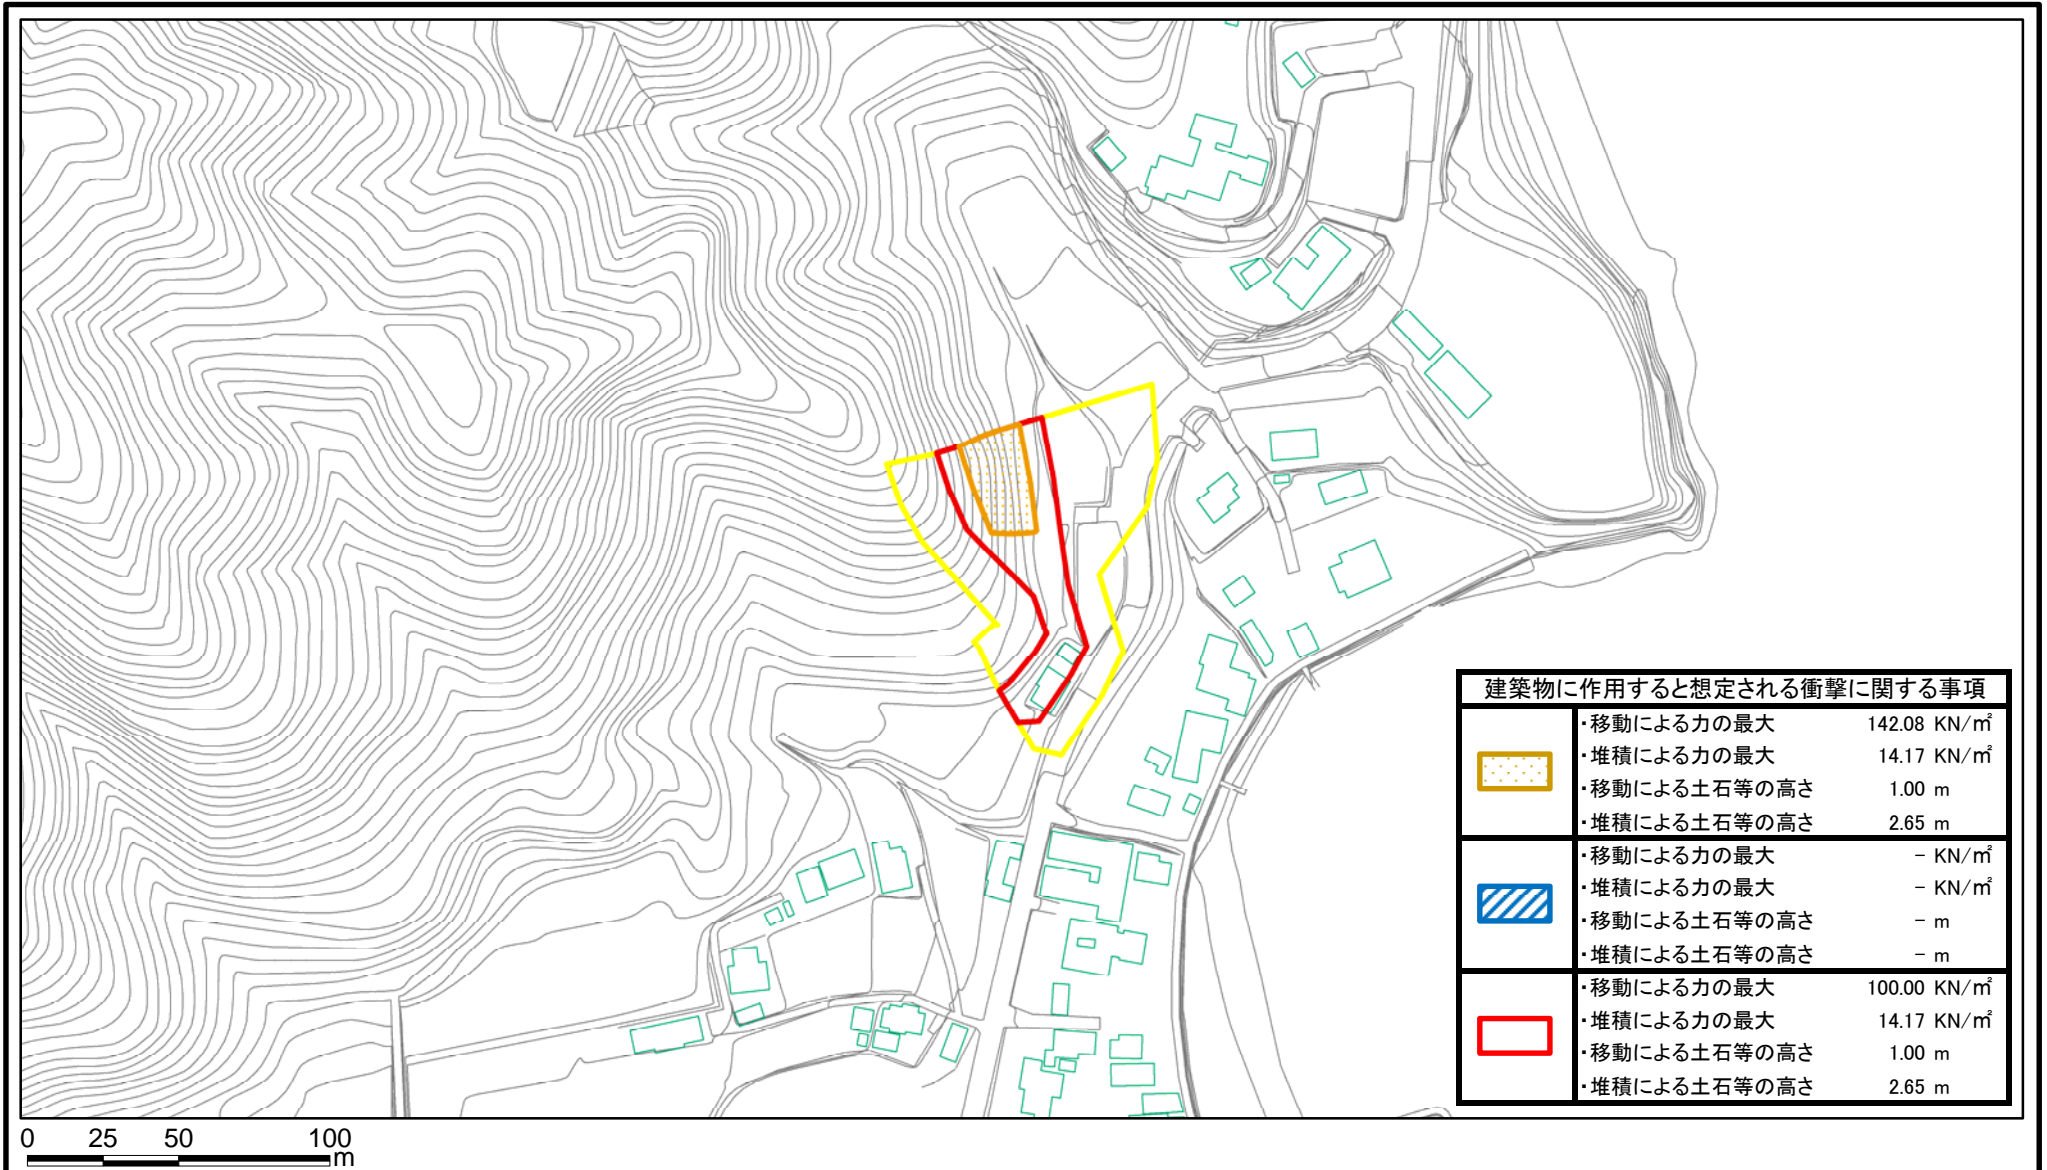 建築物に作用すると想定される衝撃に関する事項
・移動による力の最大 142.08 KN/㎡
・堆積による力の最大 14.17 KN/㎡
・移動による土石等の高さ 1.00 m
・堆積による土石等の高さ 2.65 m
・移動による力の最大 - KN/㎡
・堆積による力の最大 - KN/㎡
・移動による土石等の高さ - m
・堆積による土石等の高さ - m
・移動による力の最大 100.00 KN/㎡
・堆積による力の最大 14.17 KN/㎡
・移動による土石等の高さ 1.00 m
・堆積による土石等の高さ 2.65 m
0 25 50 100
m